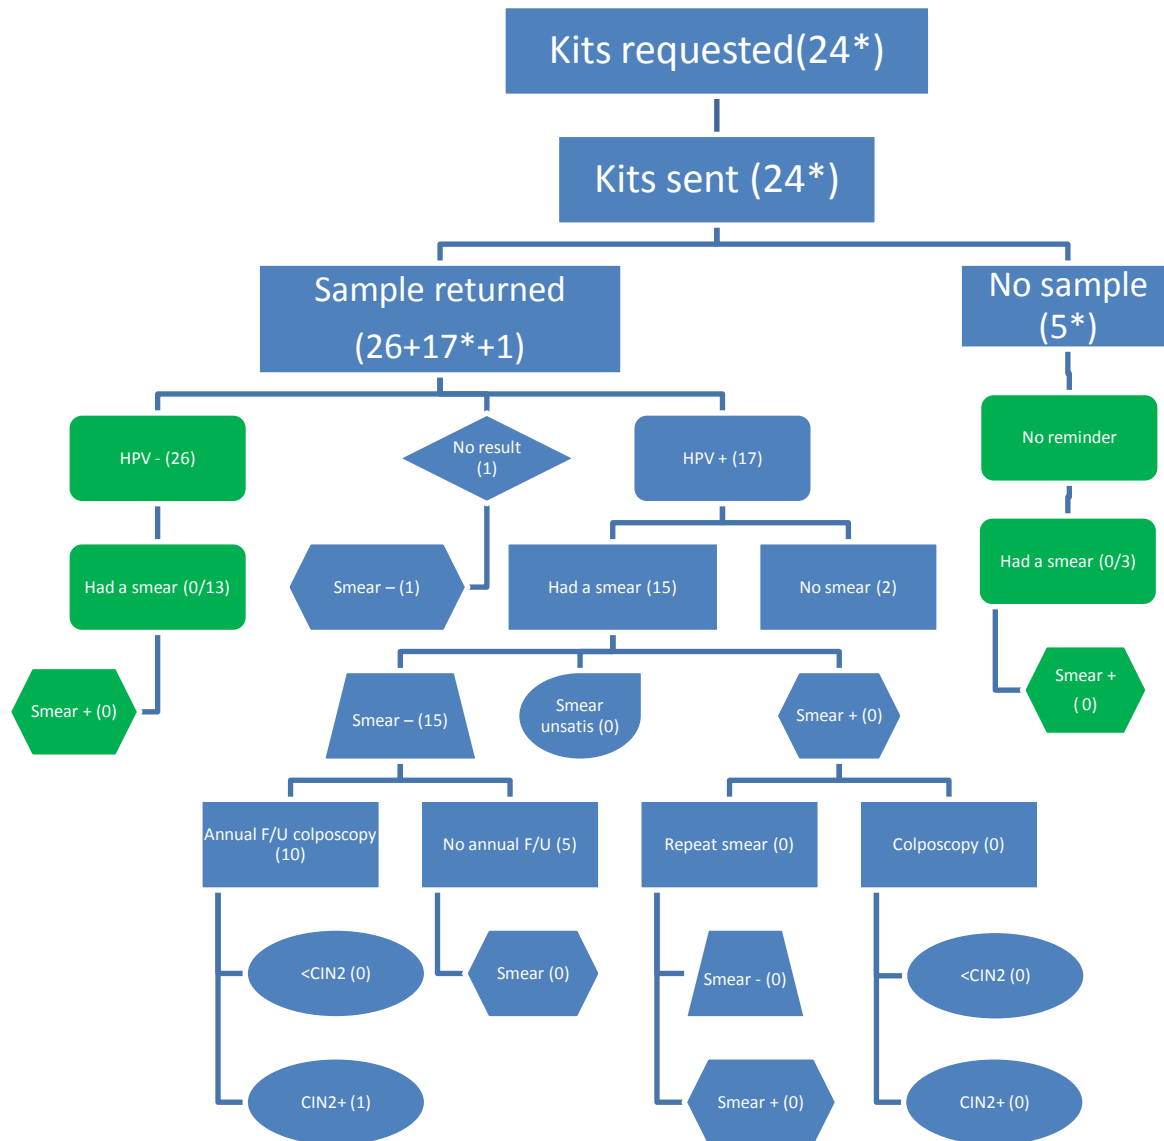 Kits requested(24*)
Kits sent (24*)
Sample returned
(26+17*+1)
No sample
(5*)
HPV - (26)
No result
(1)
HPV + (17)
No reminder
Had a smear (0/13)
Smear – (1)
Had a smear (15)
No smear (2)
Had a smear (0/3)
Smear + (0)
Smear – (15)
Smear
unsatis (0)
Smear + (0)
Smear +
( 0)
Annual F/U colposcopy
(10)
No annual F/U (5)
Repeat smear (0)
Colposcopy (0)
<CIN2 (0)
Smear (0)
Smear - (0)
<CIN2 (0)
CIN2+ (1)
Smear + (0)
CIN2+ (0)